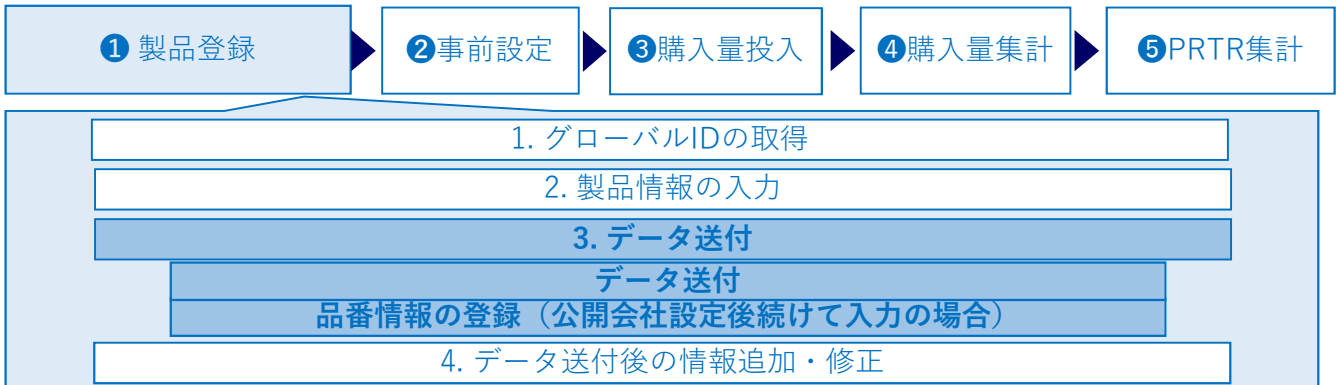 ❶ 製品登録
❷事前設定
❸購入量投入
❹購入量集計
❺PRTR集計
1. グローバルIDの取得
2. 製品情報の入力
3. データ送付
データ送付
品番情報の登録（公開会社設定後続けて入力の場合）
4. データ送付後の情報追加・修正